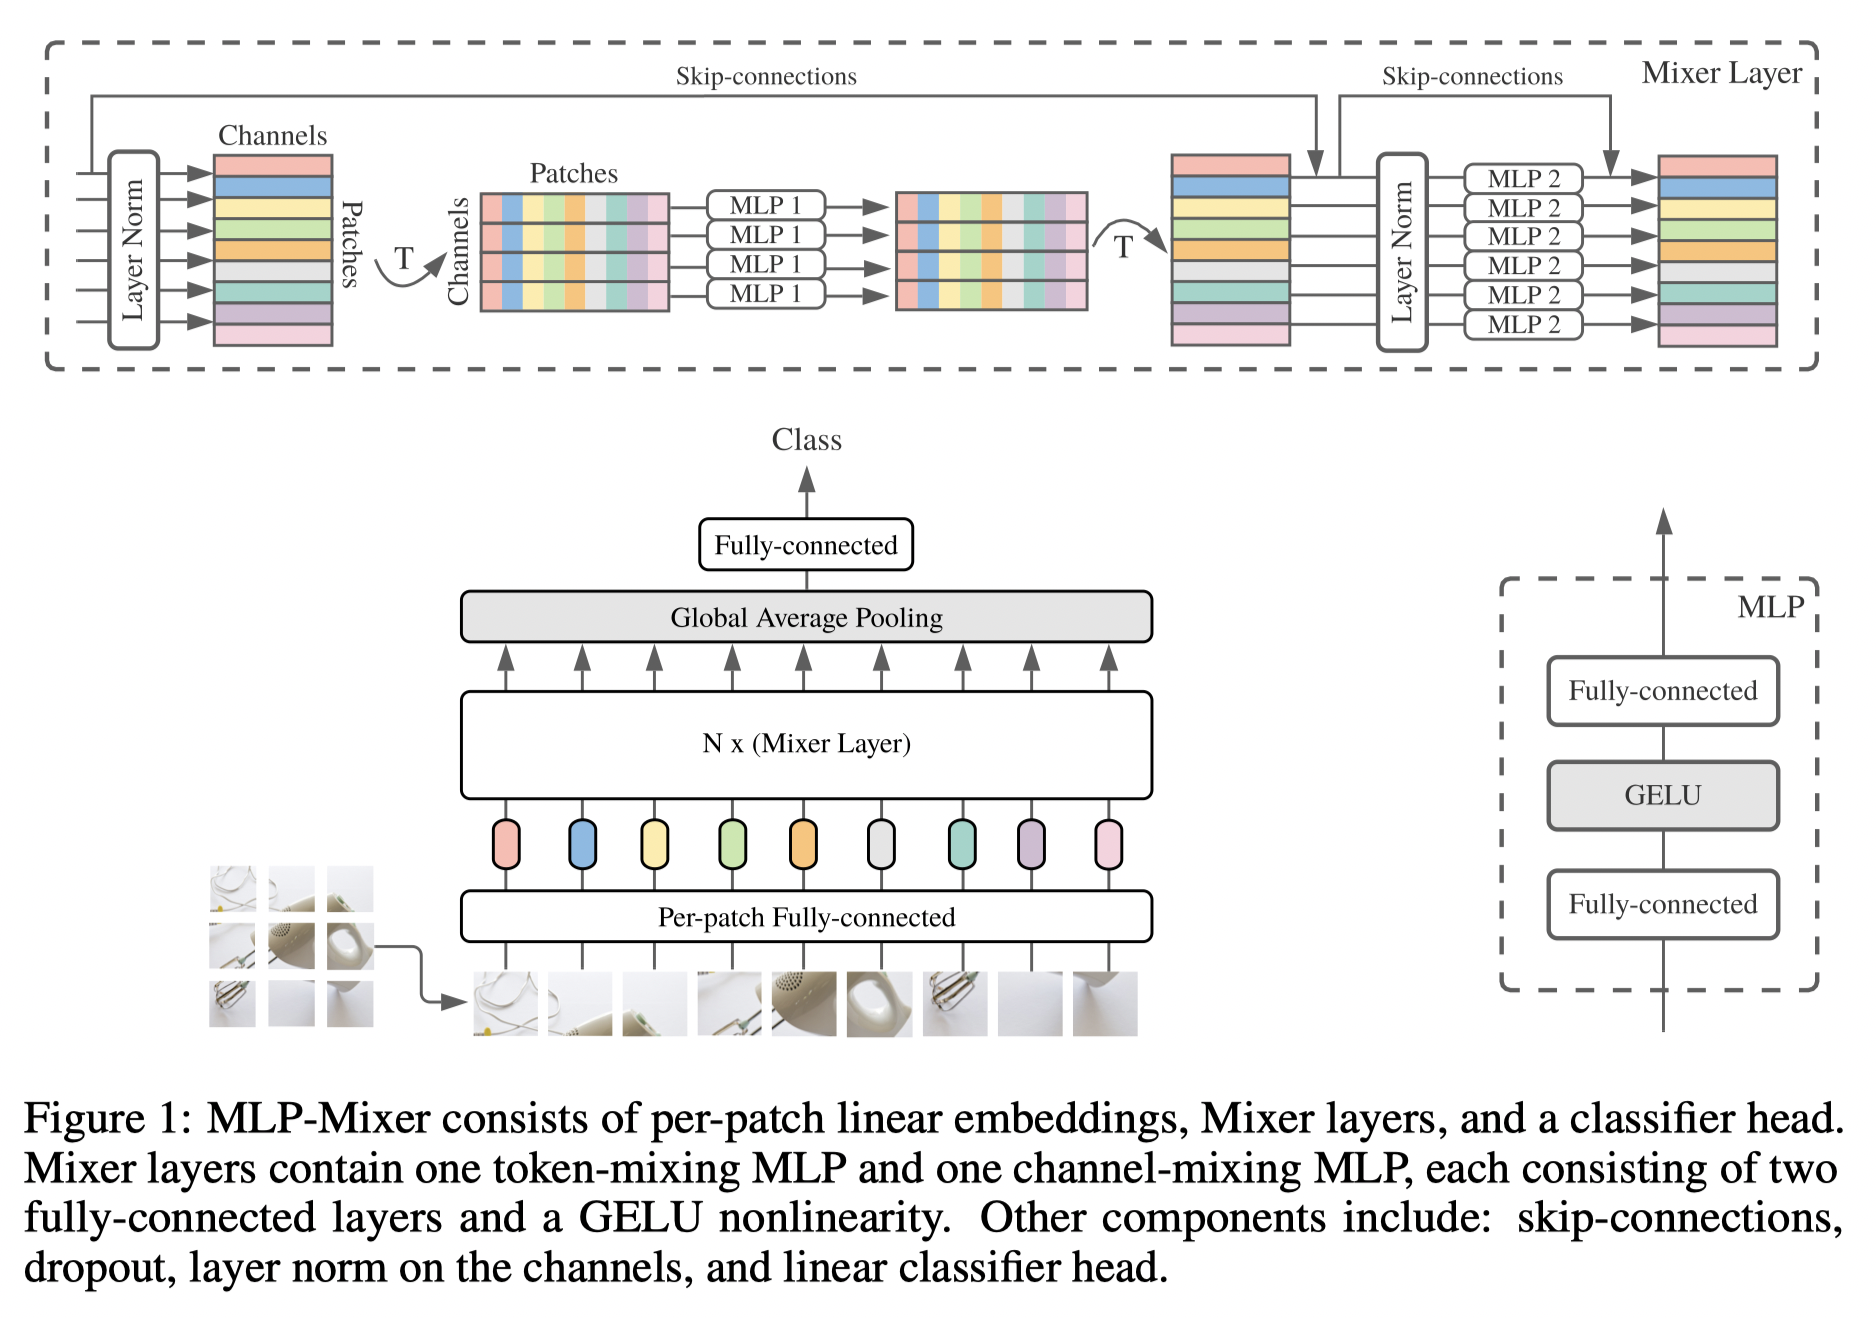 Skip-connections
Skip-connections
Mixer Layer
Channels
Layer Norm
Patches
T
Patches
Channels
MLP 1
MLP 1
MLP 1
MLP 1
T
Layer Norm
MLP 2
MLP 2
MLP 2
MLP 2
MLP 2
MLP 2
Class
Fully-connected
Global Average Pooling
N x (Mixer Layer)
Per-patch Fully-connected
MLP
Fully-connected
GELU
Fully-connected
Figure 1: MLP-Mixer consists of per-patch linear embeddings, Mixer layers, and a classifier head.
Mixer layers contain one token-mixing MLP and one channel-mixing MLP, each consisting of two
fully-connected layers and a GELU nonlinearity. Other components include: skip-connections,
dropout, layer norm on the channels, and linear classifier head.